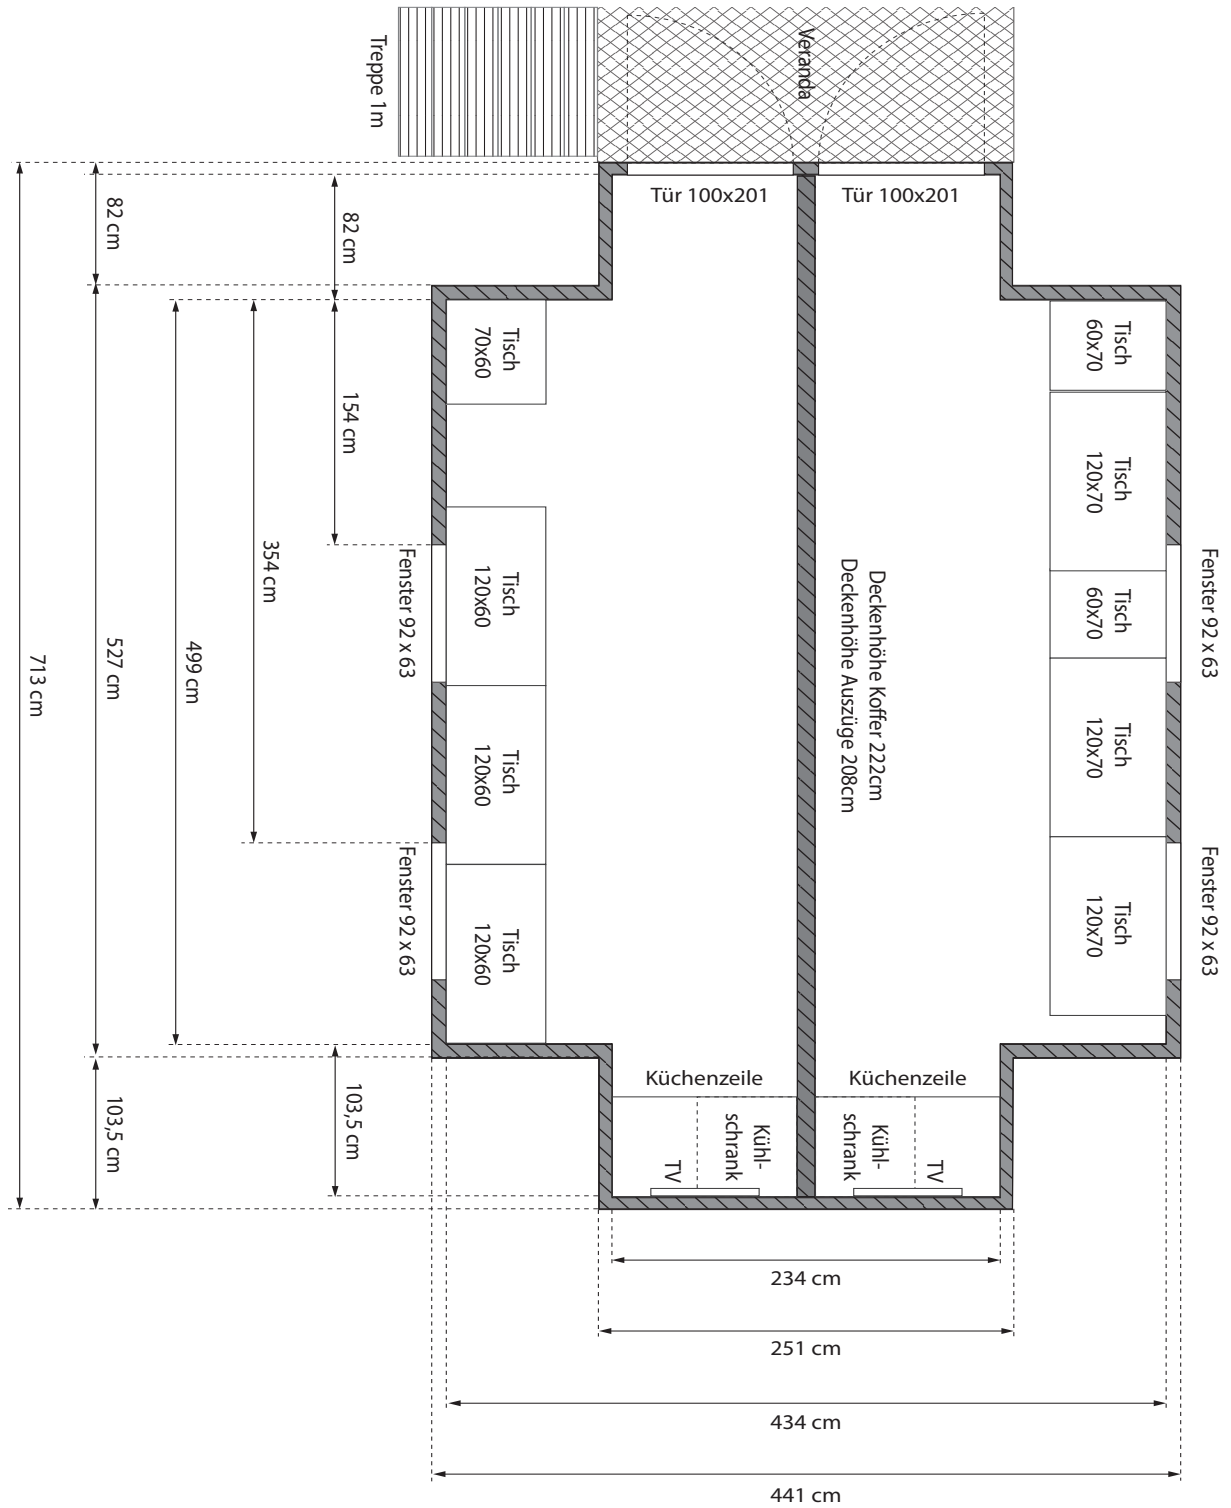 Treppe 1m
Veranda
Tür 100x201
Tür 100x201
82 cm
82 cm
Tisch
70x60
Tisch
60x70
154 cm
Tisch
120x70
Fenster 92 x 63
Tisch
120x60
Deckenhöhe Koffer 222cm
Deckenhöhe Auszüge 208cm
Tisch
60x70
Fenster 92 x 63
354 cm
499 cm
527 cm
713 cm
Tisch
120x60
Tisch
120x70
Fenster 92 x 63
Tisch
120x60
Tisch
120x70
Fenster 92 x 63
Küchenzeile
Küchenzeile
103,5 cm
103,5 cm
TV
Kühl-
schrank
Kühl-
schrank
TV
234 cm
251 cm
434 cm
441 cm